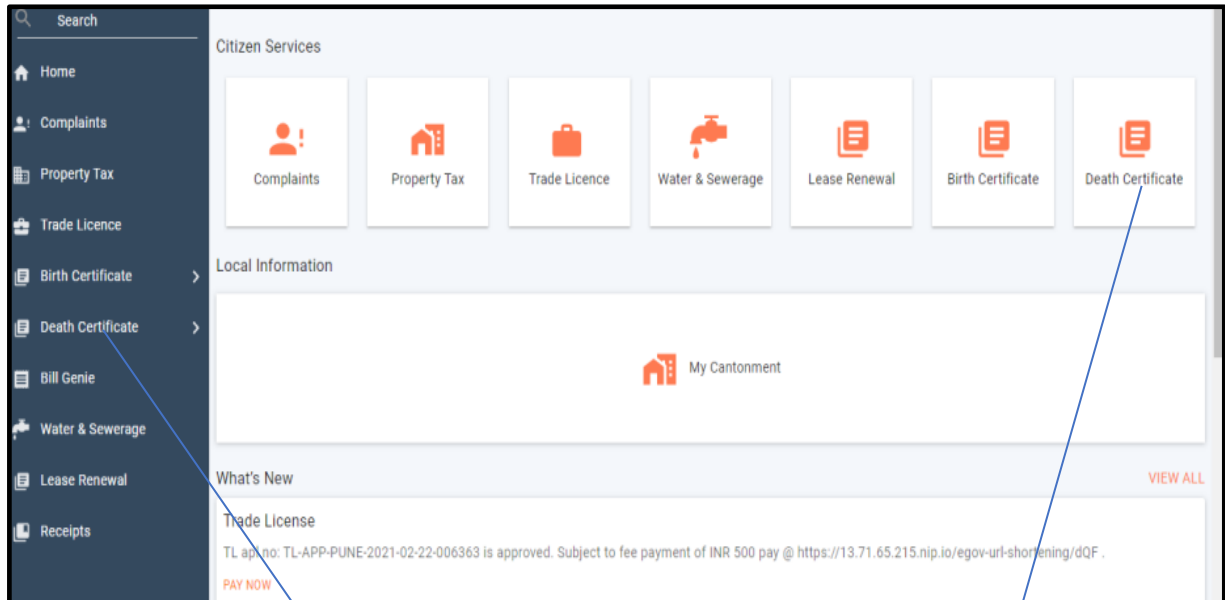 Search
Home
Complaints
Property Tax
Trade Licence
Birth Certificate
Death Certificate
Bill Genie
Water & Sewerage
Lease Renewal
Receipts
Citizen Services
Complaints
Property Tax
Trade Licence
Water & Sewerage
Lease Renewal
Birth Certificate
Death Certificate
Local Information
My Cantonment
What's New
VIEW ALL
Trade License
TL apl no: TL-APP-PUNE-2021-02-22-006363 is approved. Subject to fee payment of INR 500 pay @ https://13.71.65.215.nip.io/egov-url-shortening/dQF .
PAY NOW